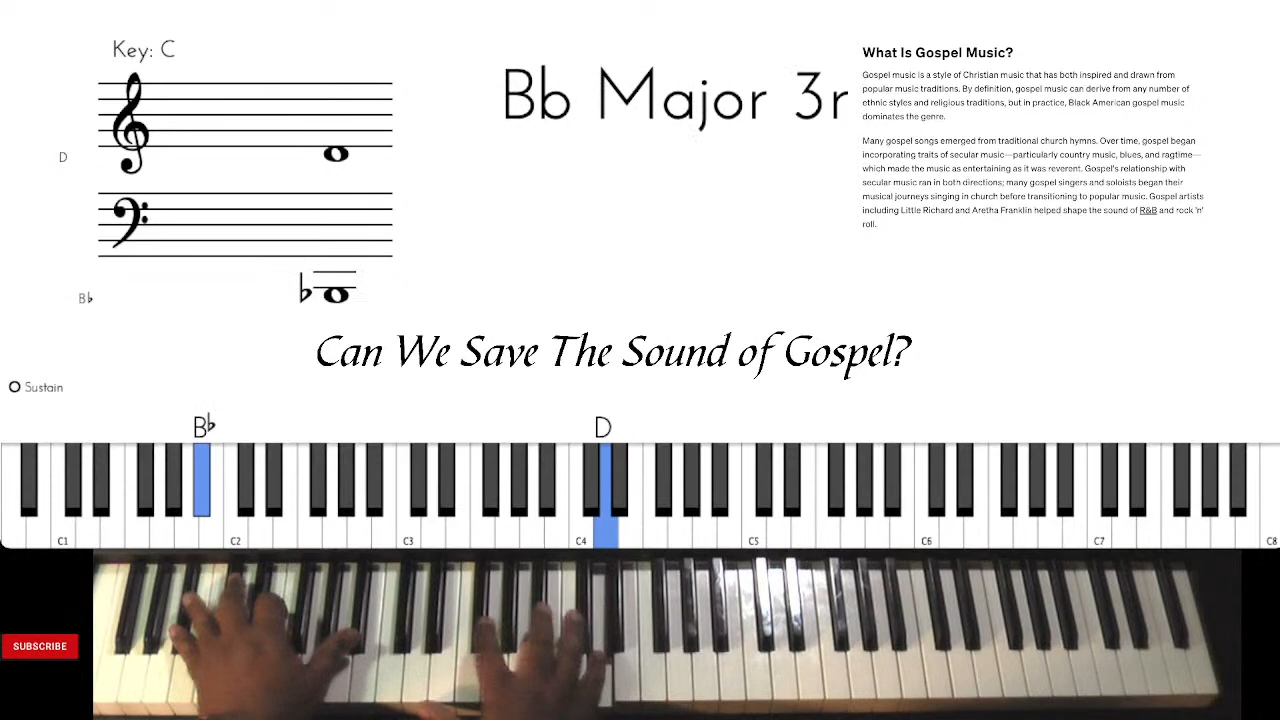 Key: C
D
B♭
Bb Major 3r
What Is Gospel Music?
Gospel music is a style of Christian music that has both inspired and drawn from
popular music traditions. By definition, gospel music can derive from any number of
ethnic styles and religious traditions, but in practice, Black American gospel music
dominates the genre.
Many gospel songs emerged from traditional church hymns. Over time, gospel began
incorporating traits of secular music—particularly country music, blues, and ragtime—
which made the music as entertaining as it was reverent. Gospel's relationship with
secular music ran in both directions; many gospel singers and soloists began their
musical journeys singing in church before transitioning to popular music. Gospel artists
including Little Richard and Aretha Franklin helped shape the sound of R&B and rock 'n'
roll.
Can We Save The Sound of Gospel?
Sustain
B♭ D
C1 C2 C3 C4 C5 C6 C7 C8
SUBSCRIBE